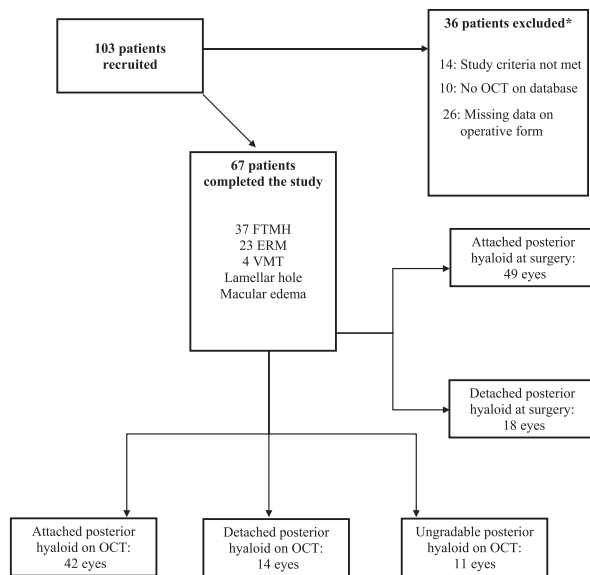 103 patients
recruited
36 patients excluded*
14: Study criteria not met
10: No OCT on database
26: Missing data on
operative form
67 patients
completed the study
37 FTMH
23 ERM
4 VMT
Lamellar hole
Macular edema
Attached posterior
hyaloid at surgery:
49 eyes
Detached posterior
hyaloid at surgery:
18 eyes
Attached posterior
hyaloid on OCT:
42 eyes
Detached posterior
hyaloid on OCT:
14 eyes
Ungradable posterior
hyaloid on OCT:
11 eyes